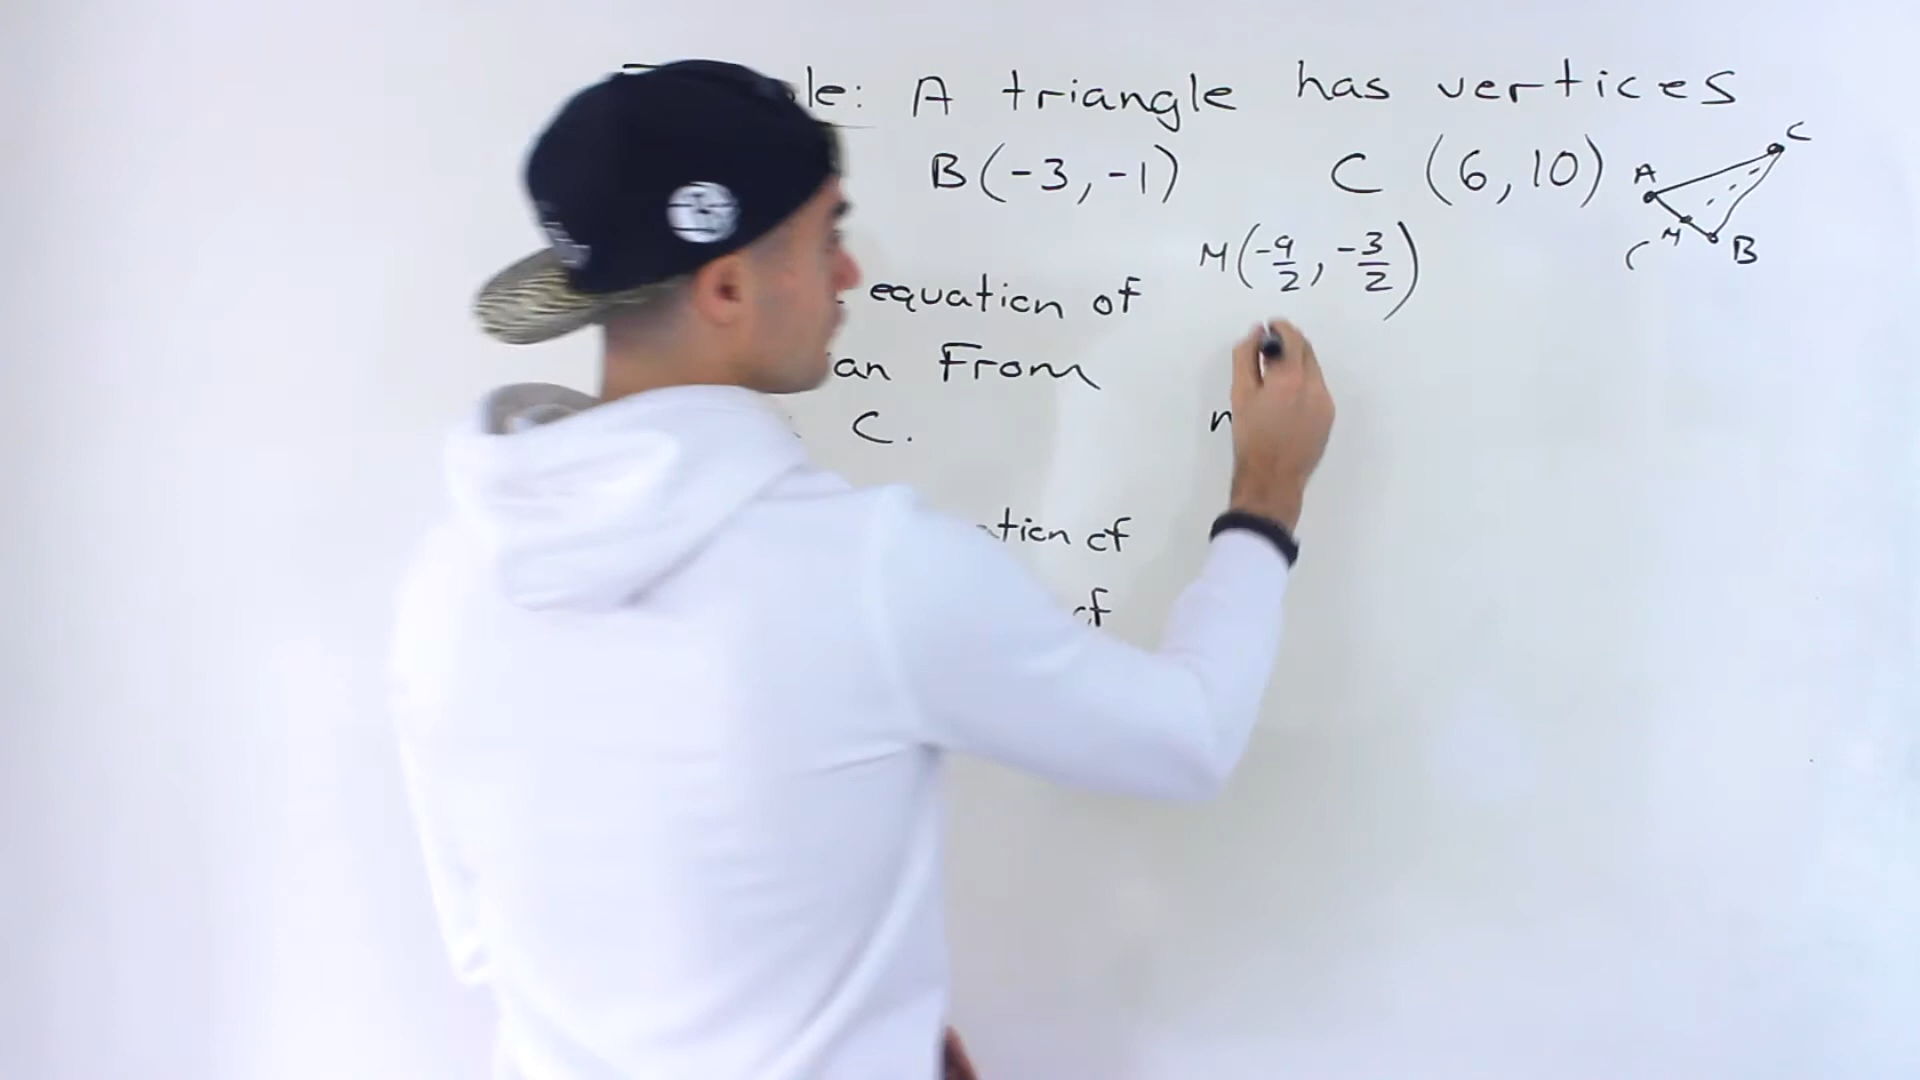 le: A triangle has vertices
B(-3,-1) C (6,10)
A C M B
M(-9/2, -3/2)
equation of
an From
C.
tion of
of